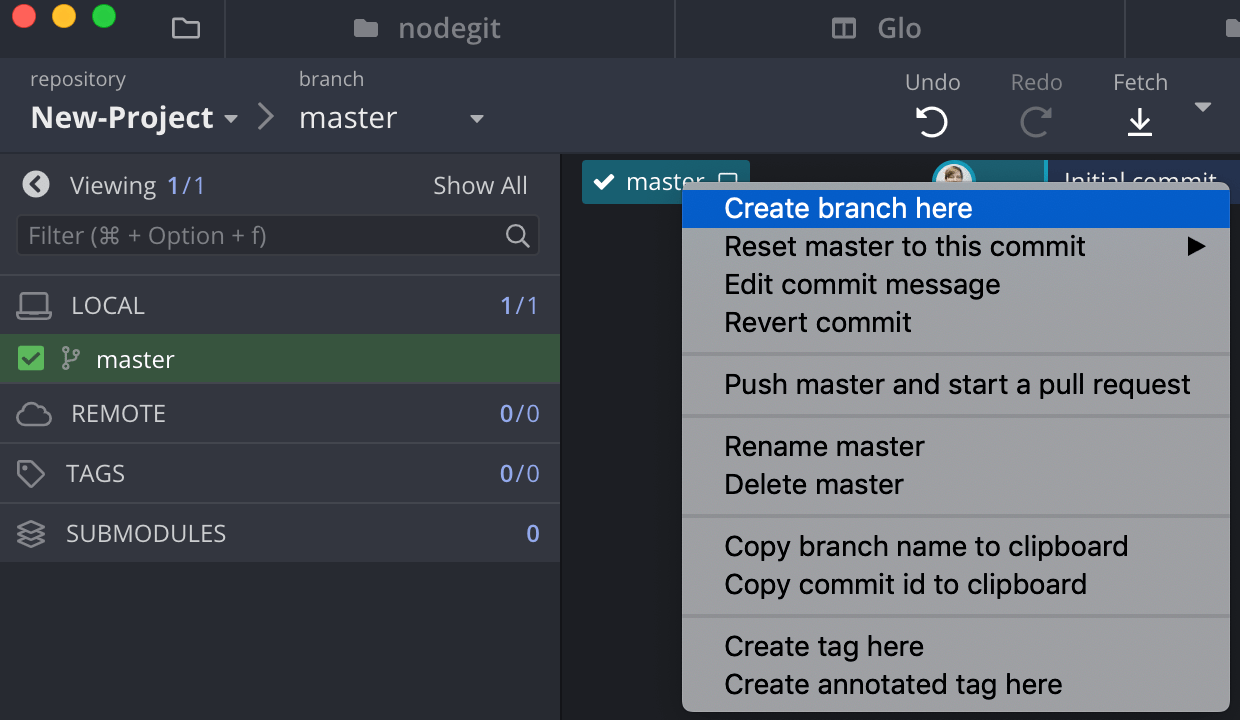 nodegit
Glo
repository
branch
New-Project
master
Undo
Redo
Fetch
Viewing 1/1
Show All
master
Initial commit
Filter (⌘ + Option + f)
LOCAL 1/1
master
REMOTE 0/0
TAGS 0/0
SUBMODULES 0
Create branch here
Reset master to this commit
Edit commit message
Revert commit
Push master and start a pull request
Rename master
Delete master
Copy branch name to clipboard
Copy commit id to clipboard
Create tag here
Create annotated tag here